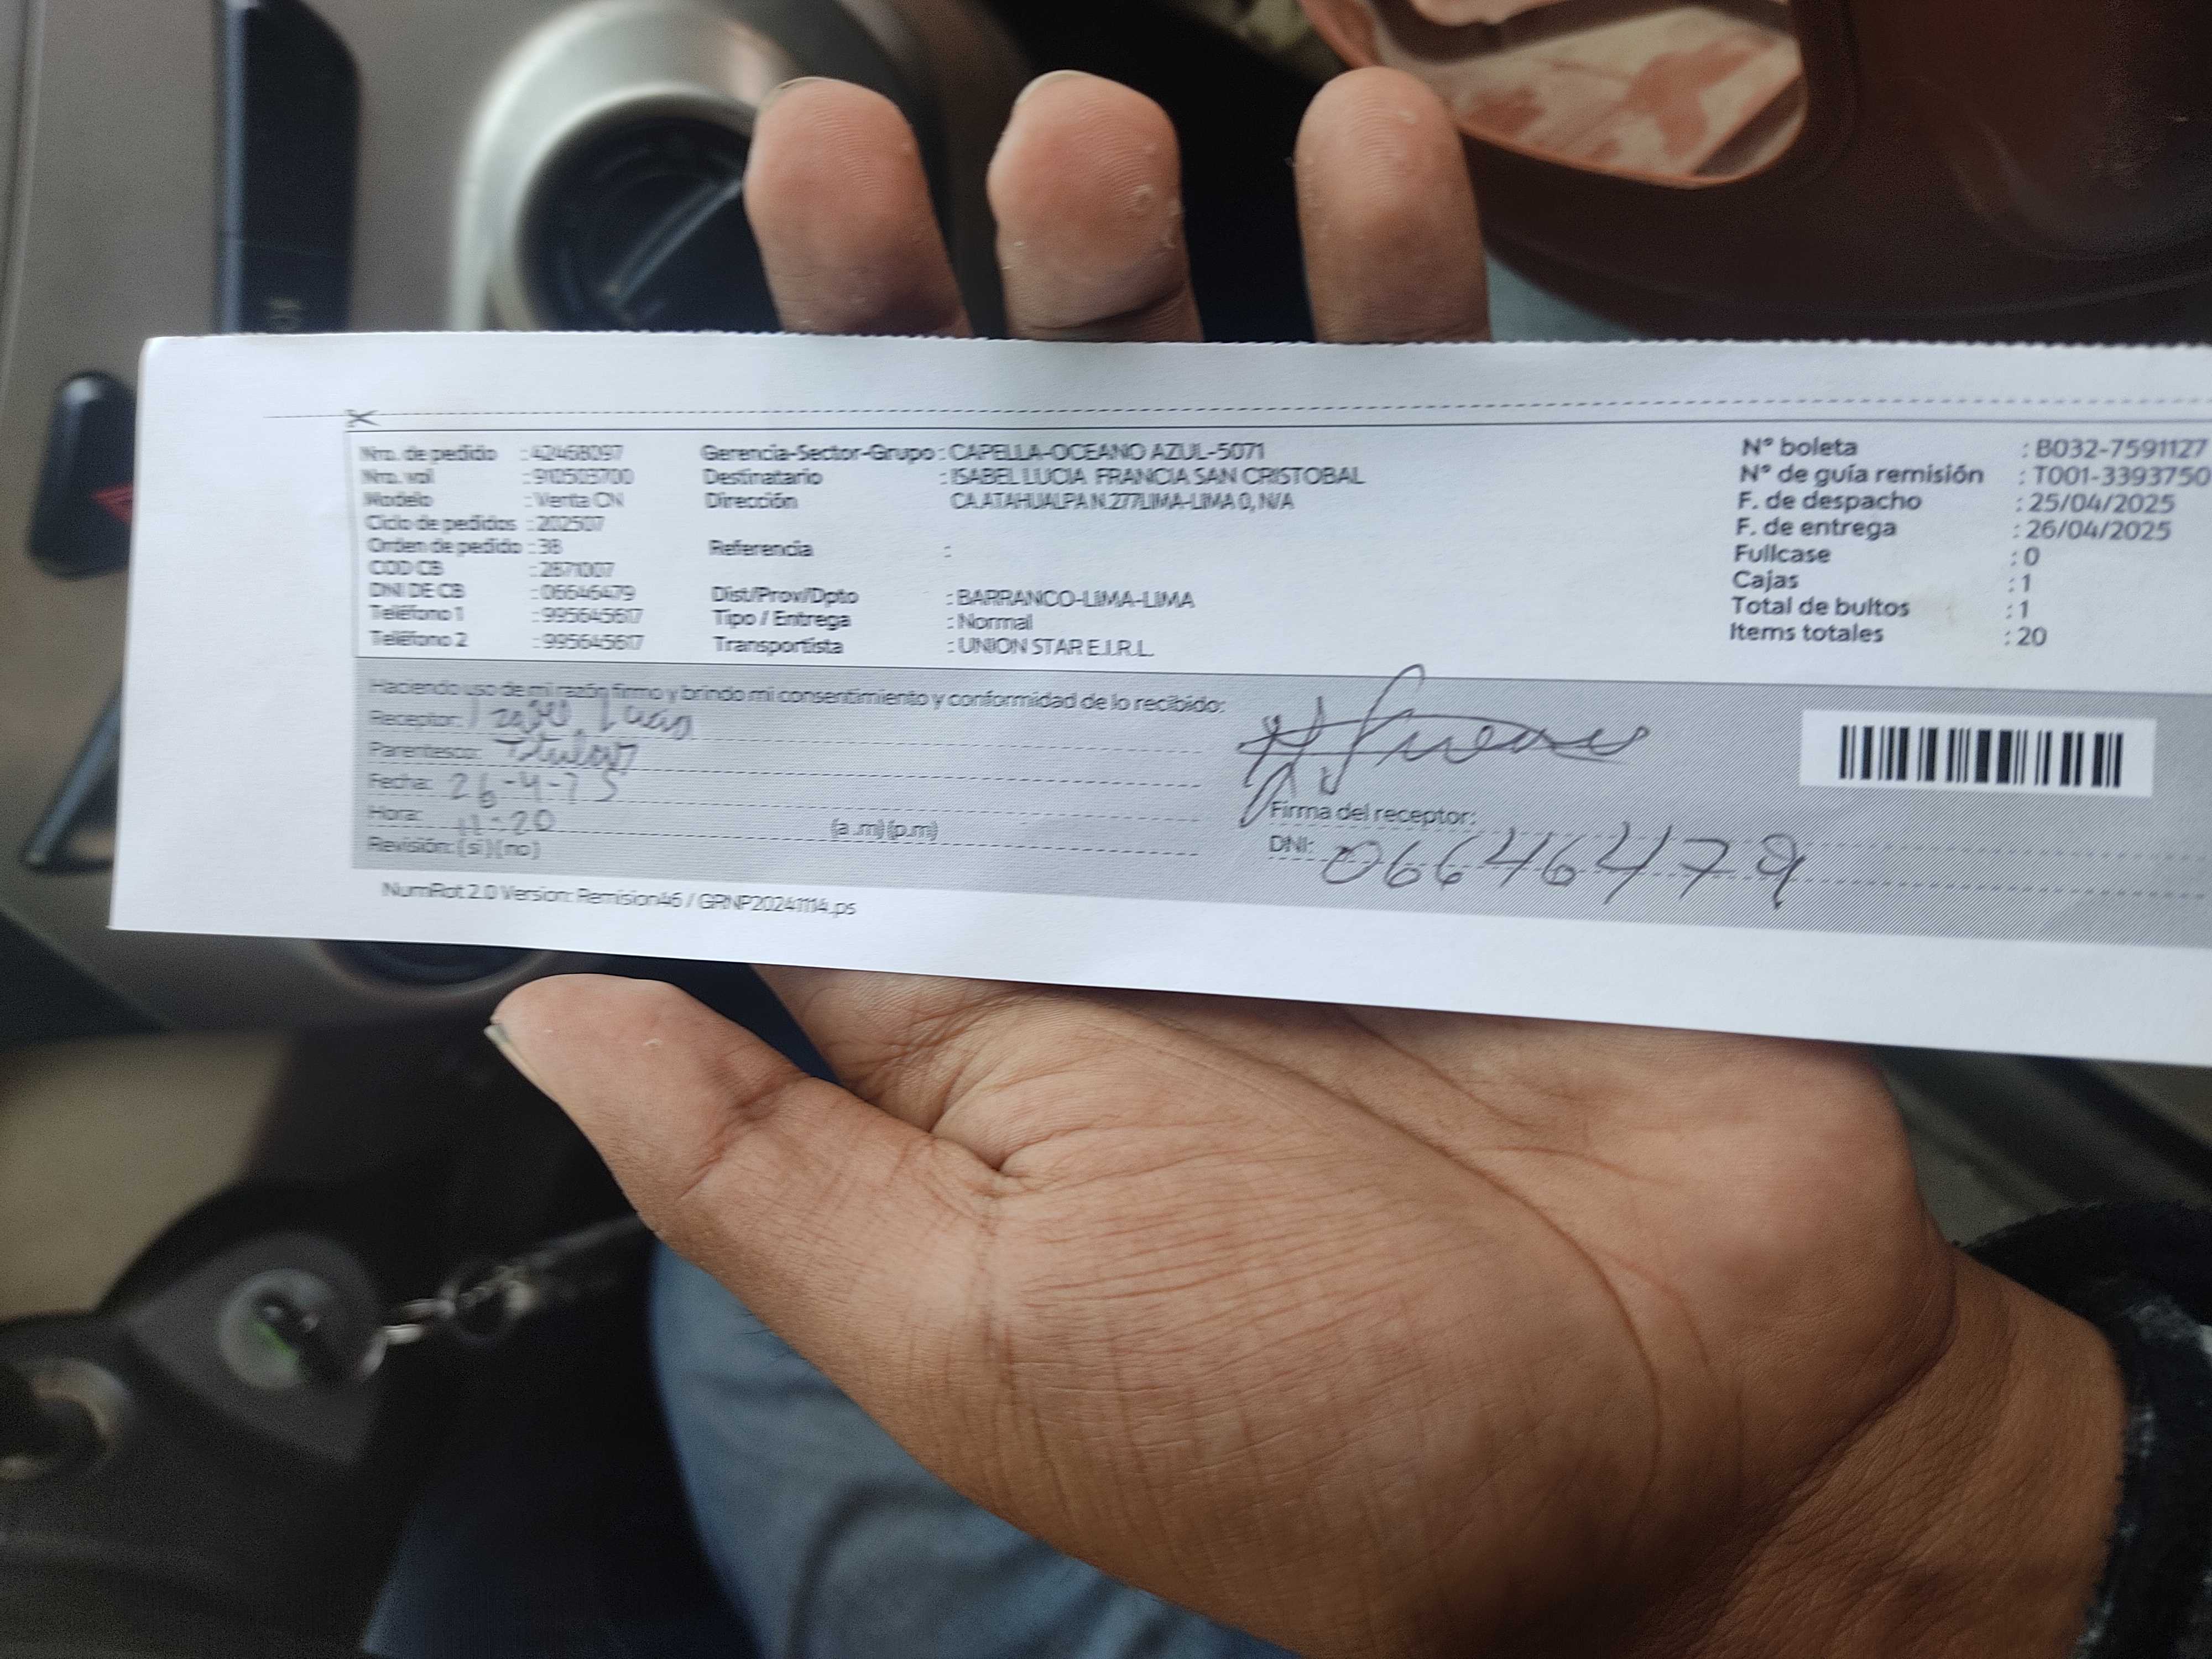 Nro. de pedido : 42468097
Nro. vol : 910503700
Modelo : Venta CN
Ciclo de pedidos : 202507
Orden de pedido : 38
COD CB : 2871007
DNI DE CB : 06646479
Teléfono 1 : 995645617
Teléfono 2 : 995645617
Gerencia-Sector-Grupo : CAPELLA-OCEANO AZUL-5071
Destinatario : ISABEL LUCIA FRANCIA SAN CRISTOBAL
Dirección CA.ATAHUALPA N.277LIMA-LIMA 0, N/A
Referencia :
Dist/Prov/Dpto : BARRANCO-LIMA-LIMA
Tipo / Entrega : Normal
Transportista : UNION STAR E.I.R.L.
N° boleta : B032-7591127
N° de guía remisión : T001-3393750
F. de despacho : 25/04/2025
F. de entrega : 26/04/2025
Fullcase : 0
Cajas : 1
Total de bultos : 1
Items totales : 20
Haciendo uso de mi razón firmo y brindo mi consentimiento y conformidad de lo recibido:
Receptor: Lucia
Parentesco: Titular
Fecha: 26-4-25
Hora: 11:20 (a.m)(p.m)
Revisión: (si)(no)
Firma del receptor:
DNI: 06646479
NumRot 2.0 Version: Remision46 / GRNP20241114.ps